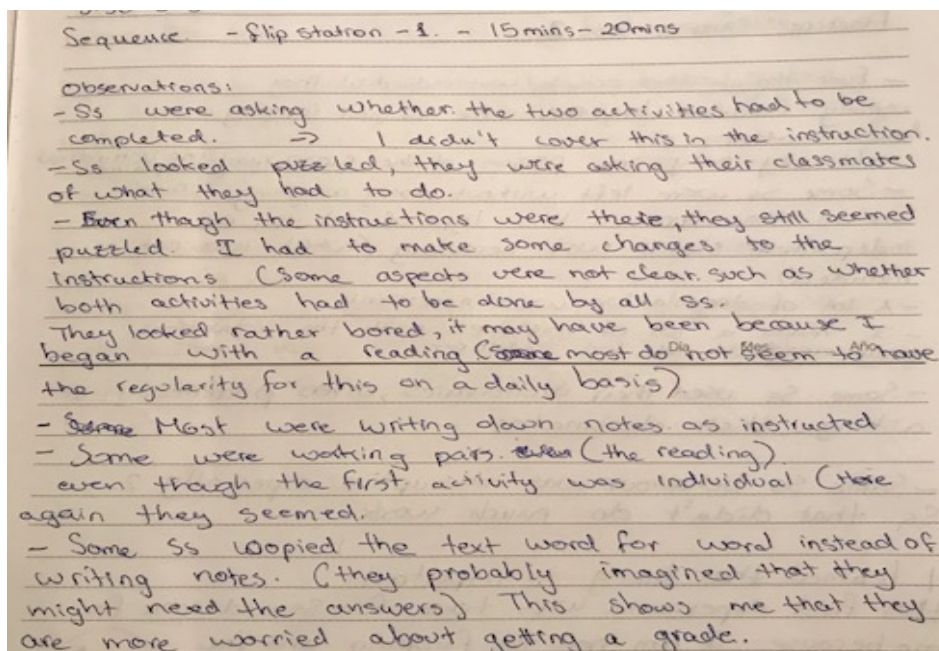 Sequence. - flip station - 1. - 15mins - 20mins
Observations:
- Ss were asking whether the two activities had to be
completed. => I didn't cover this in the instruction.
- Ss looked puzzled, they were asking their classmates
of what they had to do.
- Even though the instructions were there, they still seemed
puzzled. I had to make some changes to the
instructions (some aspects were not clear. such as whether
both activities had to be done by all ss.
They looked rather bored, it may have been because I
began with a reading (some most do not seem to have
Dia Mes Año
the regularity for this on a daily basis)
- Some Most were writing down notes as instructed
- Some were working pairs. (the reading)
even though the first activity was individual (Here
again they seemed.
- Some Ss coopied the text word for word instead of
writing notes. (they probably imagined that they
might need the answers) This shows me that they
are more worried about getting a grade.